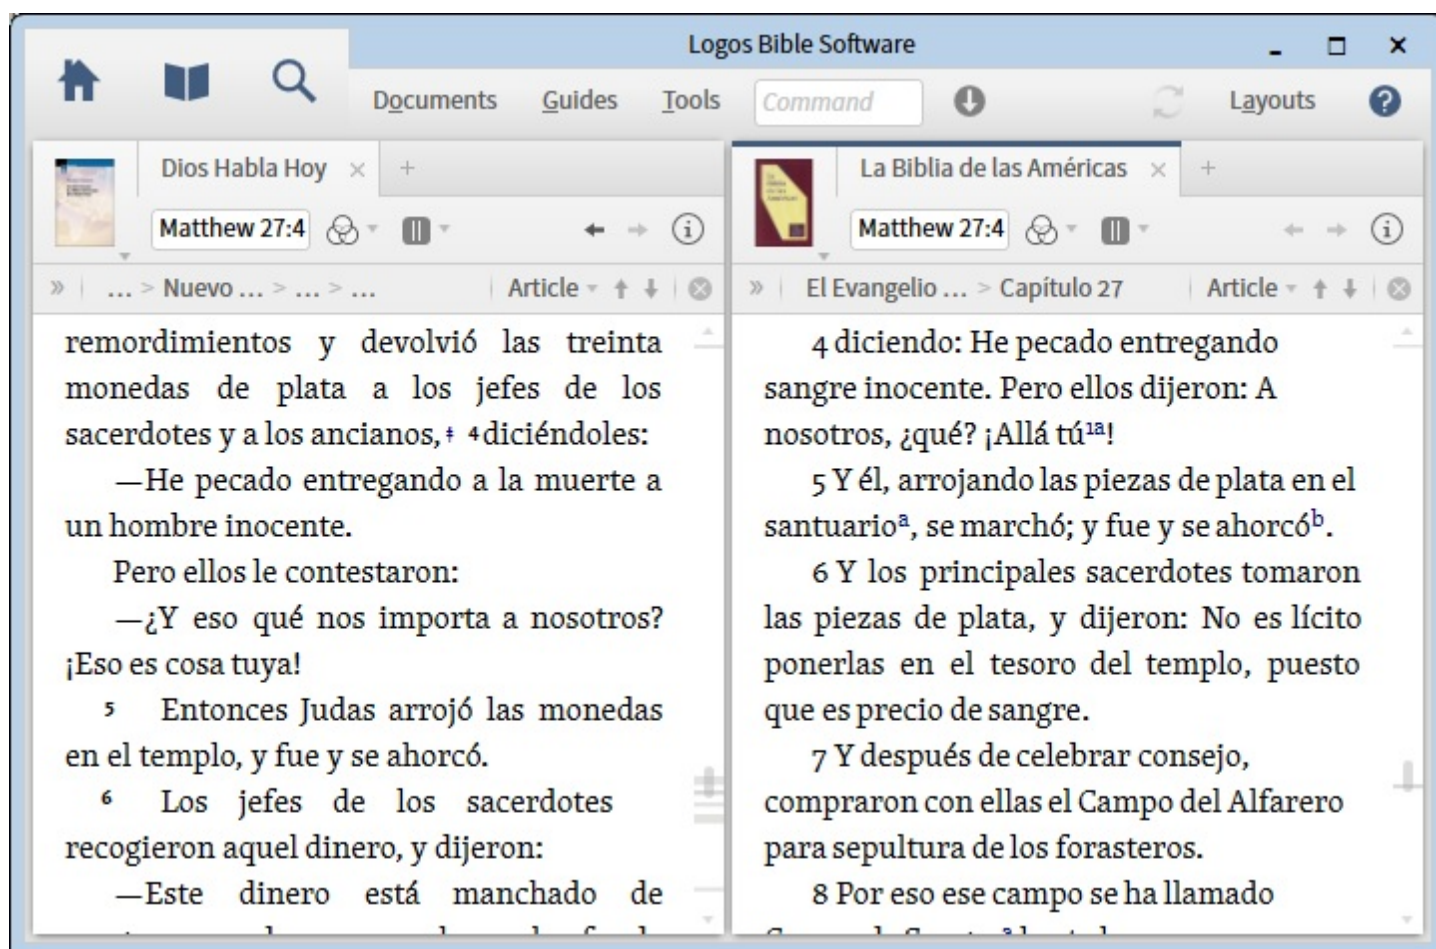 Logos Bible Software
Documents Guides Tools Command Layouts
Dios Habla Hoy
Matthew 27:4
... > Nuevo ... > ... > ... Article
remordimientos y devolvió las treinta
monedas de plata a los jefes de los
sacerdotes y a los ancianos,‡ 4 diciéndoles:
—He pecado entregando a la muerte a
un hombre inocente.
Pero ellos le contestaron:
—¿Y eso qué nos importa a nosotros?
¡Eso es cosa tuya!
5 Entonces Judas arrojó las monedas
en el templo, y fue y se ahorcó.
6 Los jefes de los sacerdotes
recogieron aquel dinero, y dijeron:
—Este dinero está manchado de
La Biblia de las Américas
Matthew 27:4
El Evangelio ... > Capítulo 27 Article
4 diciendo: He pecado entregando
sangre inocente. Pero ellos dijeron: A
nosotros, ¿qué? ¡Allá tú1a!
5 Y él, arrojando las piezas de plata en el
santuarioa, se marchó; y fue y se ahorcób.
6 Y los principales sacerdotes tomaron
las piezas de plata, y dijeron: No es lícito
ponerlas en el tesoro del templo, puesto
que es precio de sangre.
7 Y después de celebrar consejo,
compraron con ellas el Campo del Alfarero
para sepultura de los forasteros.
8 Por eso ese campo se ha llamado